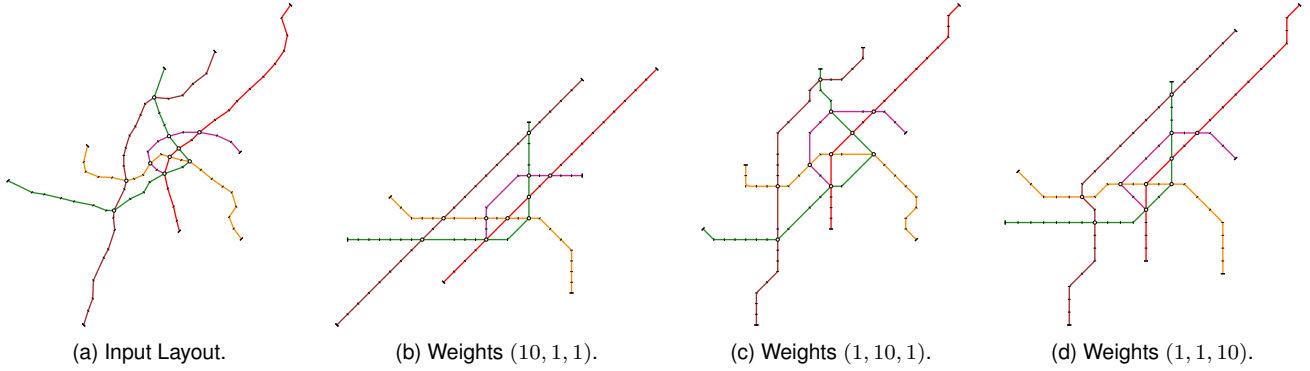 (a) Input Layout.
(b) Weights (10, 1, 1).
(c) Weights (1, 10, 1).
(d) Weights (1, 1, 10).